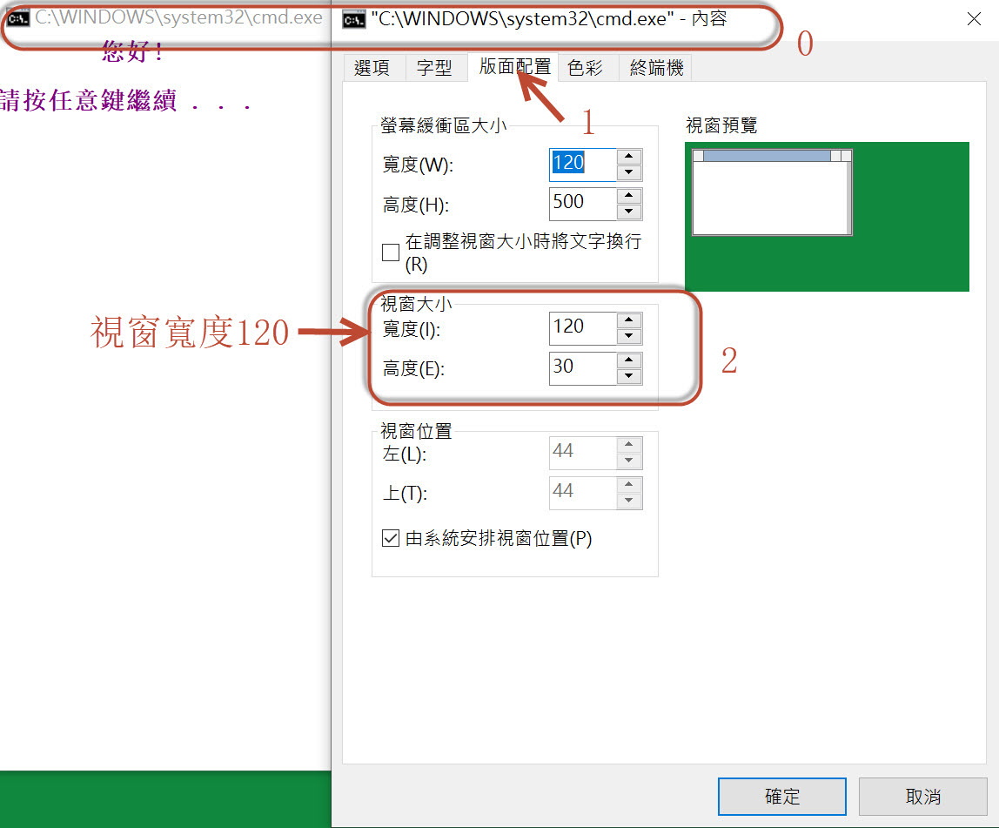 C:\WINDOWS\system32\cmd.exe
"C:\WINDOWS\system32\cmd.exe" - 內容
0
您好!
請按任意鍵繼續 . . .
選項 字型 版面配置 色彩 終端機
1
螢幕緩衝區大小
寬度(W): 120
高度(H): 500
在調整視窗大小時將文字換行
(R)
視窗預覽
視窗大小
寬度(I): 120
高度(E): 30
視窗寬度120
2
視窗位置
左(L): 44
上(T): 44
由系統安排視窗位置(P)
確定 取消